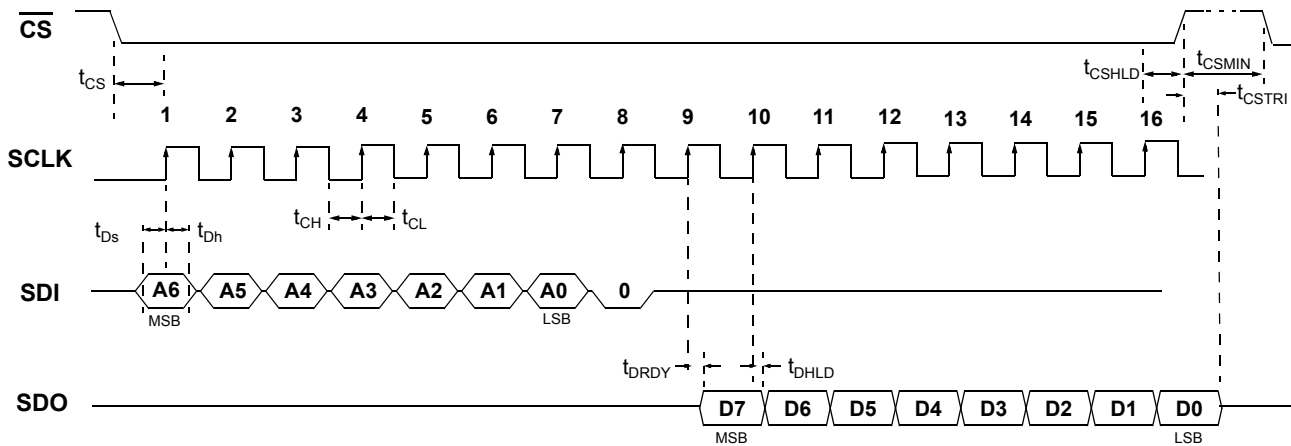 CS
tCS
tCSHLD
tCSMIN
tCSTRI
1 2 3 4 5 6 7 8 9 10 11 12 13 14 15 16
SCLK
tCH
tCL
tDs
tDh
SDI
A6 A5 A4 A3 A2 A1 A0 0
MSB
LSB
tDRDY
tDHLD
SDO
D7 D6 D5 D4 D3 D2 D1 D0
MSB
LSB